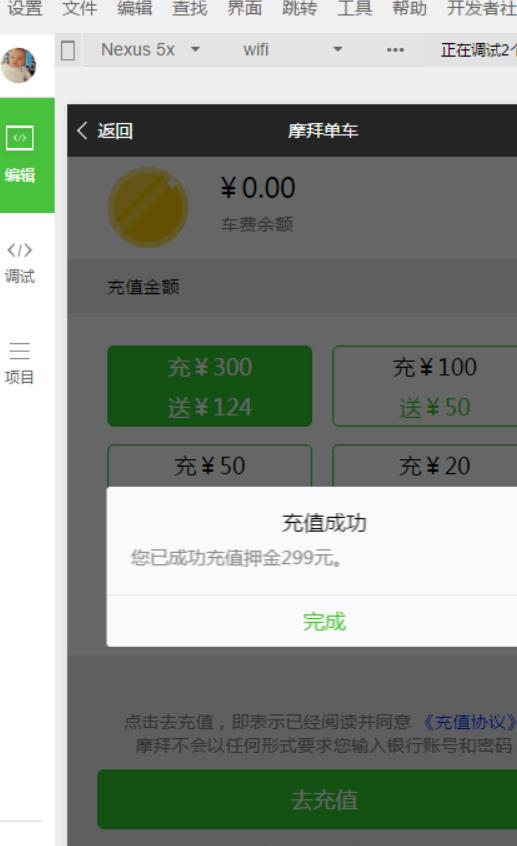 设置 文件 编辑 查找 界面 跳转 工具 帮助 开发者社
Nexus 5x wifi ••• 正在调试2
返回 摩拜单车
¥0.00
车费余额
编辑
调试
充值金额
充¥300 充¥100
送¥124 送¥50
项目
充¥50 充¥20
充值成功
您已成功充值押金299元。
完成
点击去充值，即表示已经阅读并同意 《充值协议》
摩拜不会以任何形式要求您输入银行账号和密码
去充值